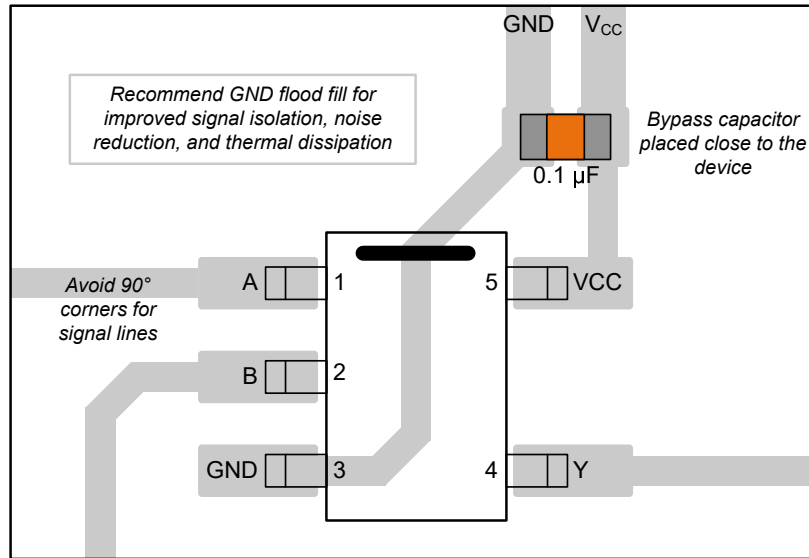 GND VCC
Recommend GND flood fill for
improved signal isolation, noise
reduction, and thermal dissipation
Bypass capacitor
placed close to the
device
0.1 µF
A 1 5 VCC
Avoid 90°
corners for
signal lines
B 2
GND 3 4 Y